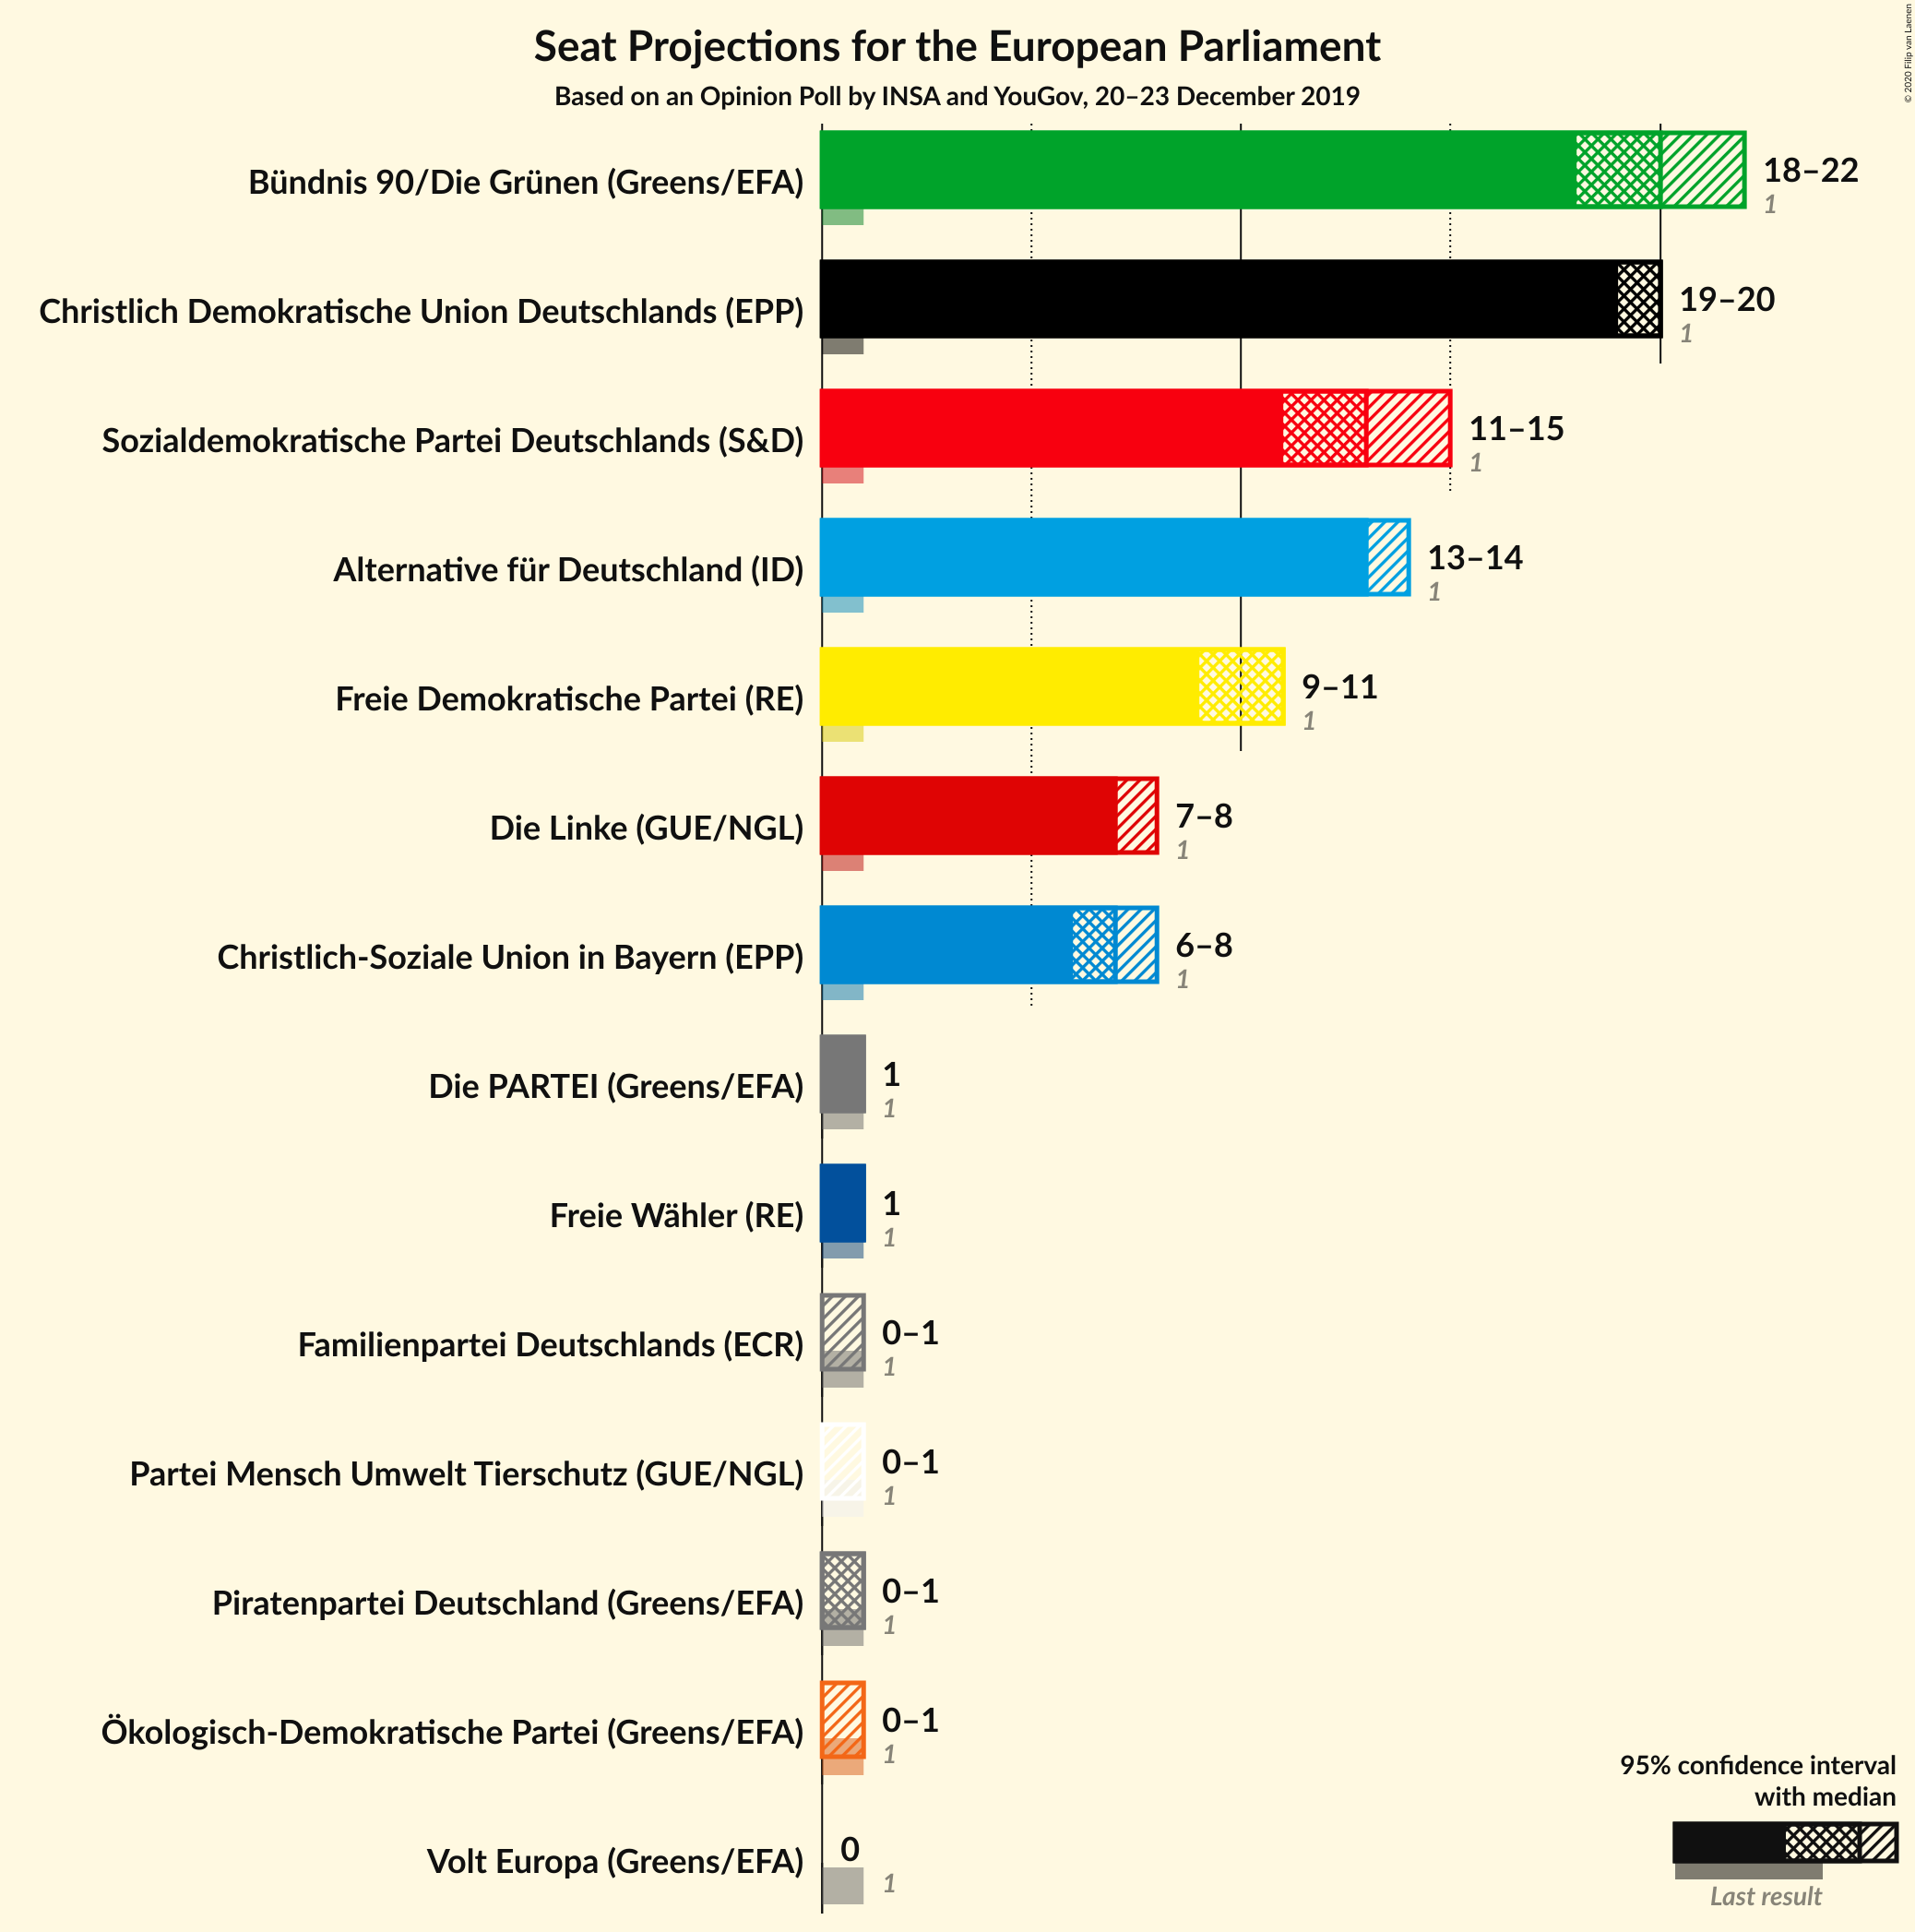 Seat Projections for the European Parliament
Based on an Opinion Poll by INSA and YouGov, 20–23 December 2019
© 2020 Filip van Laenen
Bündnis 90/Die Grünen (Greens/EFA)
18–22
1
Christlich Demokratische Union Deutschlands (EPP)
19–20
1
Sozialdemokratische Partei Deutschlands (S&D)
11–15
1
Alternative für Deutschland (ID)
13–14
1
Freie Demokratische Partei (RE)
9–11
1
Die Linke (GUE/NGL)
7–8
1
Christlich-Soziale Union in Bayern (EPP)
6–8
1
Die PARTEI (Greens/EFA)
1
1
Freie Wähler (RE)
1
1
Familienpartei Deutschlands (ECR)
0–1
1
Partei Mensch Umwelt Tierschutz (GUE/NGL)
0–1
1
Piratenpartei Deutschland (Greens/EFA)
0–1
1
Ökologisch-Demokratische Partei (Greens/EFA)
0–1
1
Volt Europa (Greens/EFA)
0
1
95% confidence interval
with median
Last result